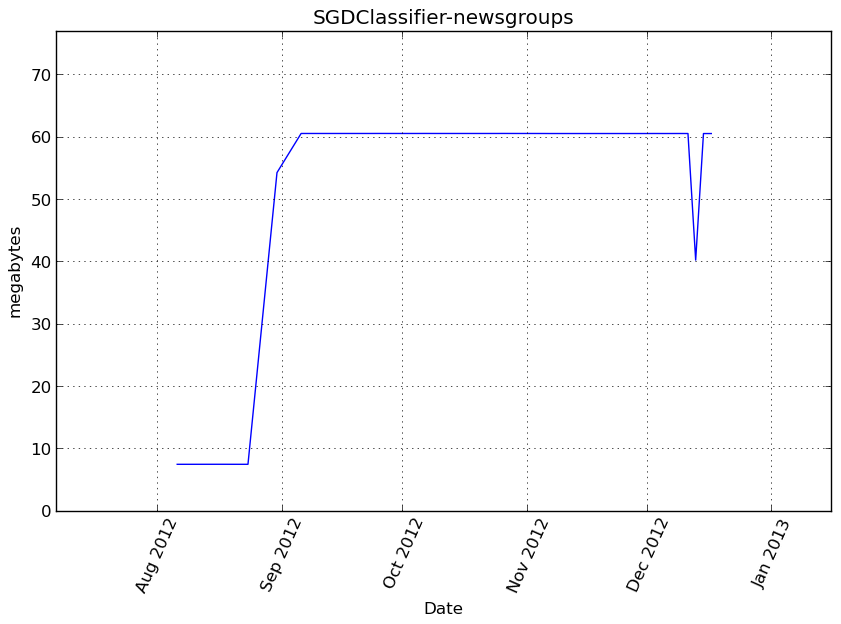 SGDClassifier-newsgroups
70
60
50
40
30
20
10
0
megabytes
Aug 2012
Sep 2012
Oct 2012
Nov 2012
Dec 2012
Jan 2013
Date